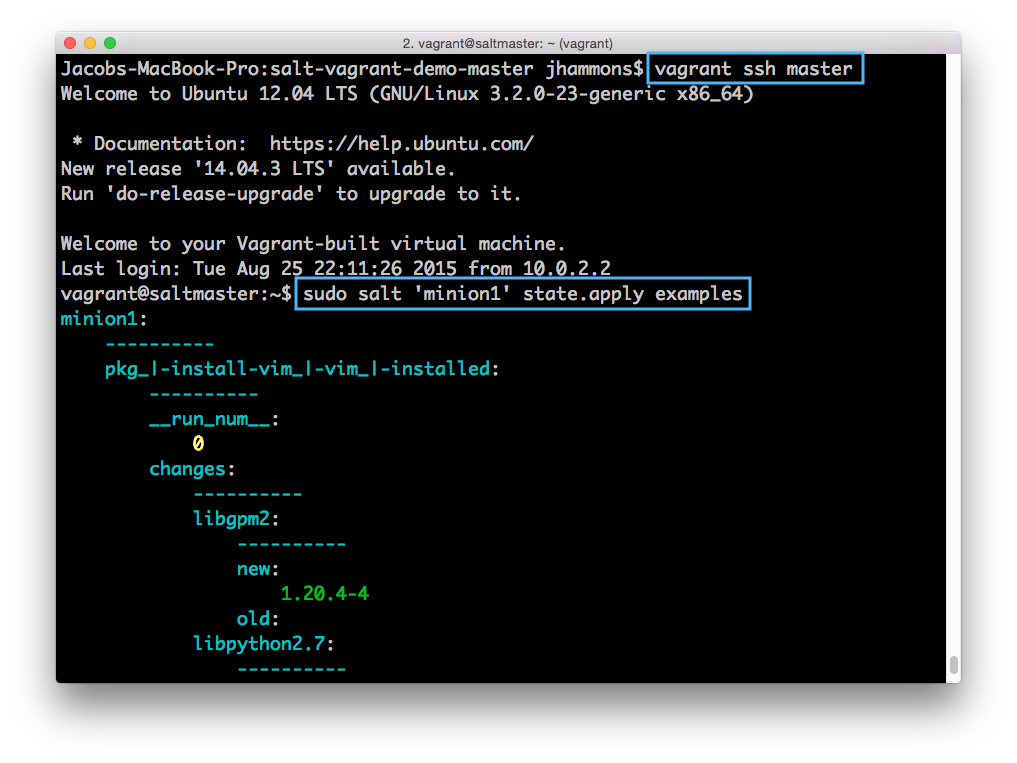 2. vagrant@saltmaster: ~ (vagrant)
Jacobs-MacBook-Pro:salt-vagrant-demo-master jhammons$ vagrant ssh master
Welcome to Ubuntu 12.04 LTS (GNU/Linux 3.2.0-23-generic x86_64)
* Documentation:  https://help.ubuntu.com/
New release '14.04.3 LTS' available.
Run 'do-release-upgrade' to upgrade to it.
Welcome to your Vagrant-built virtual machine.
Last login: Tue Aug 25 22:11:26 2015 from 10.0.2.2
vagrant@saltmaster:~$ sudo salt 'minion1' state.apply examples
minion1:
----------
pkg_|-install-vim_|-vim_|-installed:
----------
__run_num__:
0
changes:
----------
libgpm2:
----------
new:
1.20.4-4
old:
libpython2.7:
----------